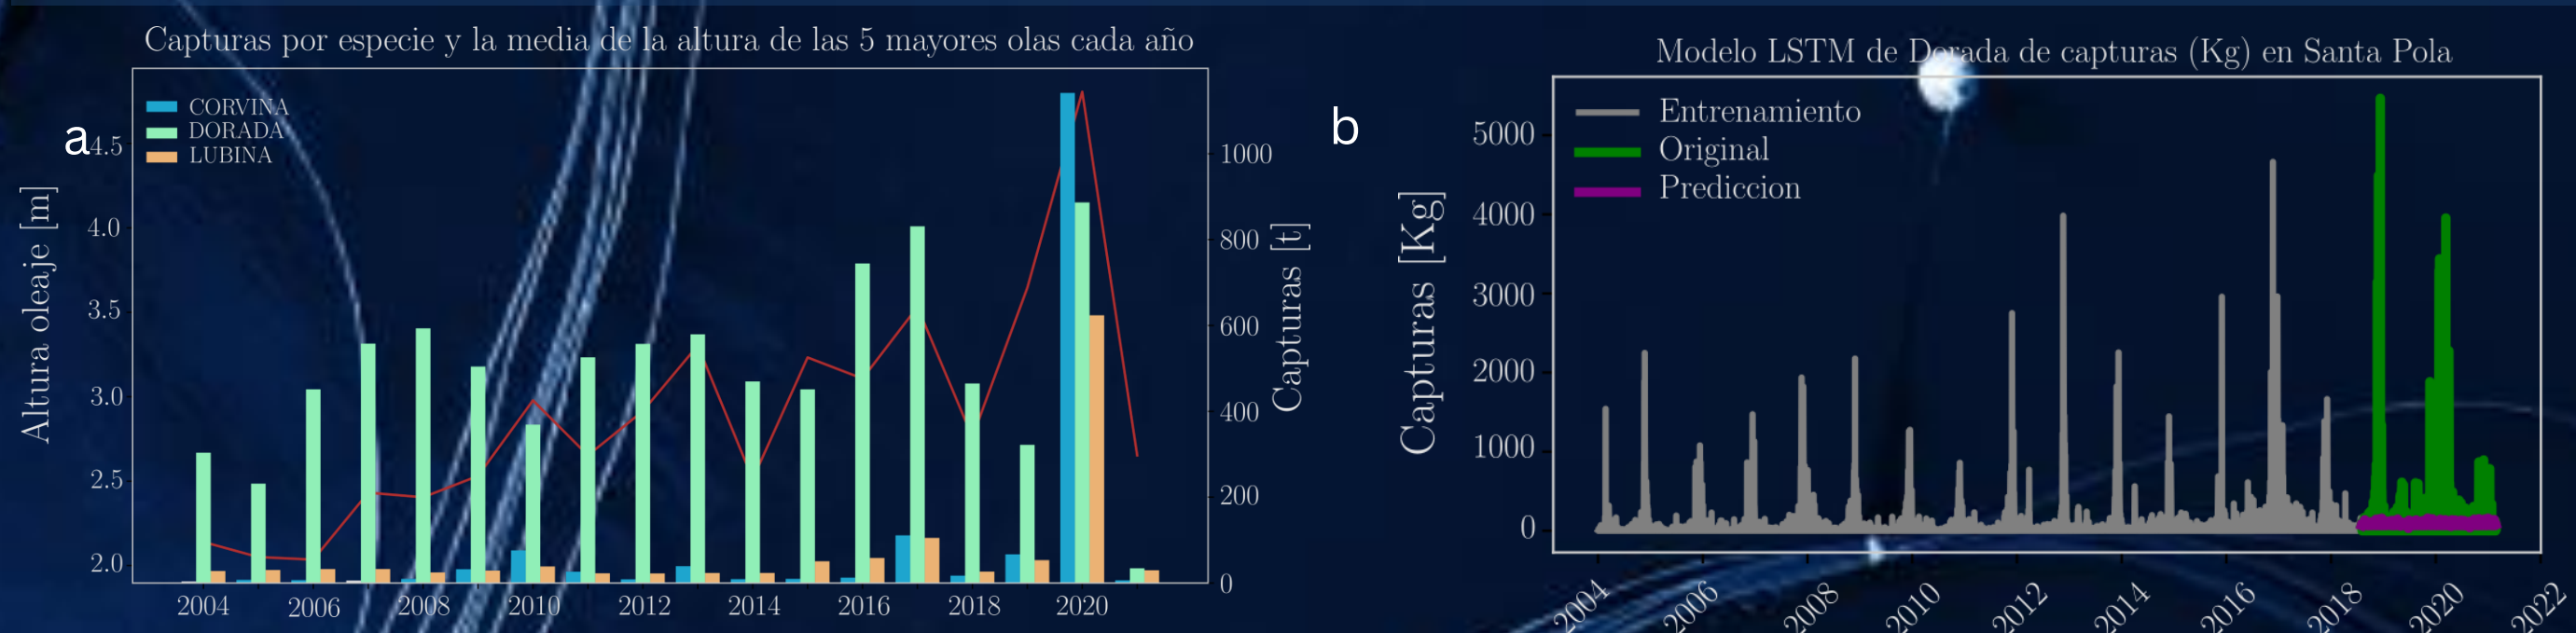 Capturas por especie y la media de la altura de las 5 mayores olas cada año
a
CORVINA
DORADA
LUBINA
Altura oleaje [m]
4.5
4.0
3.5
3.0
2.5
2.0
2004 2006 2008 2010 2012 2014 2016 2018 2020
1000
800
600
400
200
0
Capturas [t]
b
Modelo LSTM de Dorada de capturas (Kg) en Santa Pola
Entrenamiento
Original
Prediccion
Capturas [Kg]
5000
4000
3000
2000
1000
0
2004 2006 2008 2010 2012 2014 2016 2018 2020 2022